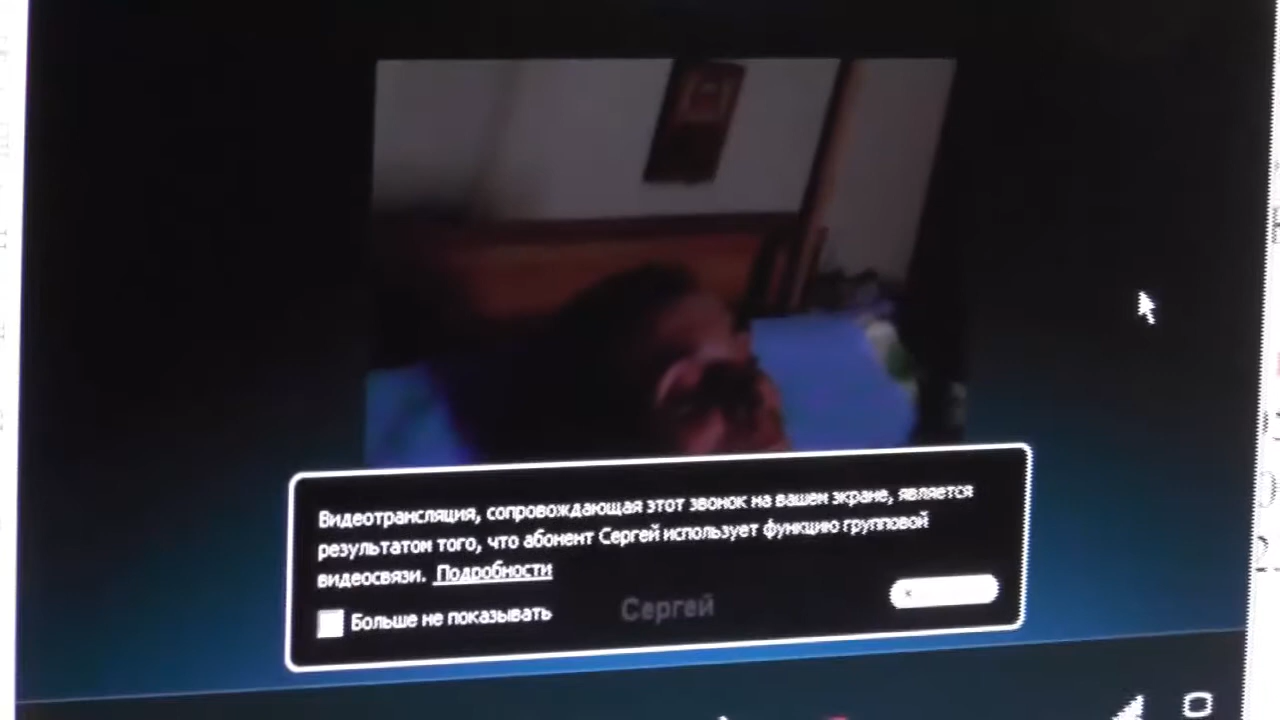 Видеотрансляция, сопровождающая этот звонок на вашем экране, является
результатом того, что абонент Сергей использует функцию групповой
видеосвязи. Подробности
Больше не показывать
Сергей